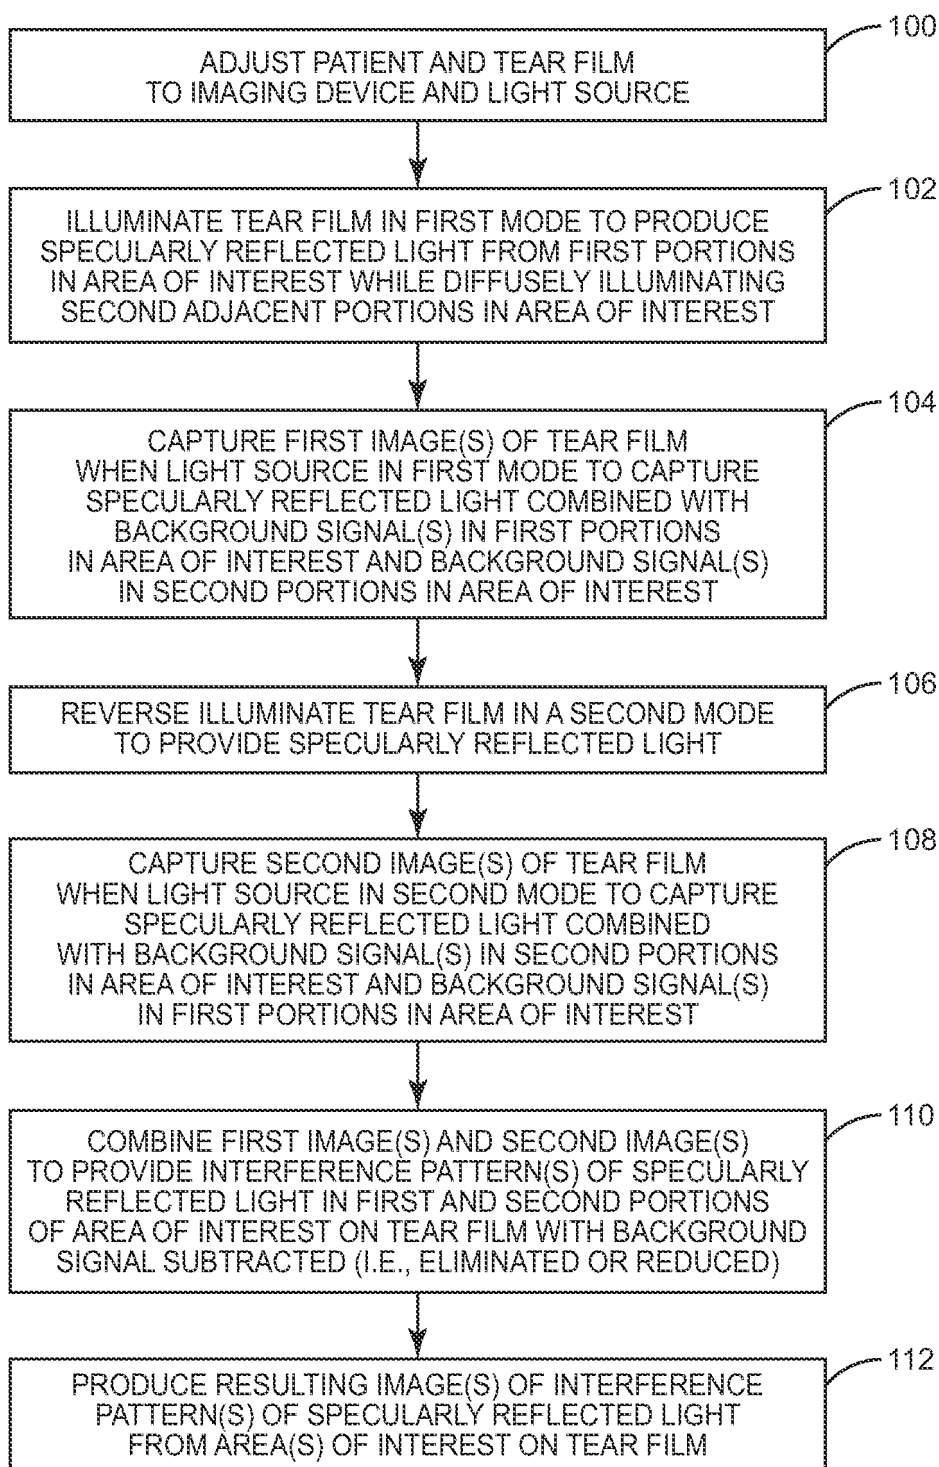 100
ADJUST PATIENT AND TEAR FILM
TO IMAGING DEVICE AND LIGHT SOURCE
102
ILLUMINATE TEAR FILM IN FIRST MODE TO PRODUCE
SPECULARLY REFLECTED LIGHT FROM FIRST PORTIONS
IN AREA OF INTEREST WHILE DIFFUSELY ILLUMINATING
SECOND ADJACENT PORTIONS IN AREA OF INTEREST
104
CAPTURE FIRST IMAGE(S) OF TEAR FILM
WHEN LIGHT SOURCE IN FIRST MODE TO CAPTURE
SPECULARLY REFLECTED LIGHT COMBINED WITH
BACKGROUND SIGNAL(S) IN FIRST PORTIONS
IN AREA OF INTEREST AND BACKGROUND SIGNAL(S)
IN SECOND PORTIONS IN AREA OF INTEREST
106
REVERSE ILLUMINATE TEAR FILM IN A SECOND MODE
TO PROVIDE SPECULARLY REFLECTED LIGHT
108
CAPTURE SECOND IMAGE(S) OF TEAR FILM
WHEN LIGHT SOURCE IN SECOND MODE TO CAPTURE
SPECULARLY REFLECTED LIGHT COMBINED
WITH BACKGROUND SIGNAL(S) IN SECOND PORTIONS
IN AREA OF INTEREST AND BACKGROUND SIGNAL(S)
IN FIRST PORTIONS IN AREA OF INTEREST
110
COMBINE FIRST IMAGE(S) AND SECOND IMAGE(S)
TO PROVIDE INTERFERENCE PATTERN(S) OF SPECULARLY
REFLECTED LIGHT IN FIRST AND SECOND PORTIONS
OF AREA OF INTEREST ON TEAR FILM WITH BACKGROUND
SIGNAL SUBTRACTED (I.E., ELIMINATED OR REDUCED)
112
PRODUCE RESULTING IMAGE(S) OF INTERFERENCE
PATTERN(S) OF SPECULARLY REFLECTED LIGHT
FROM AREA(S) OF INTEREST ON TEAR FILM